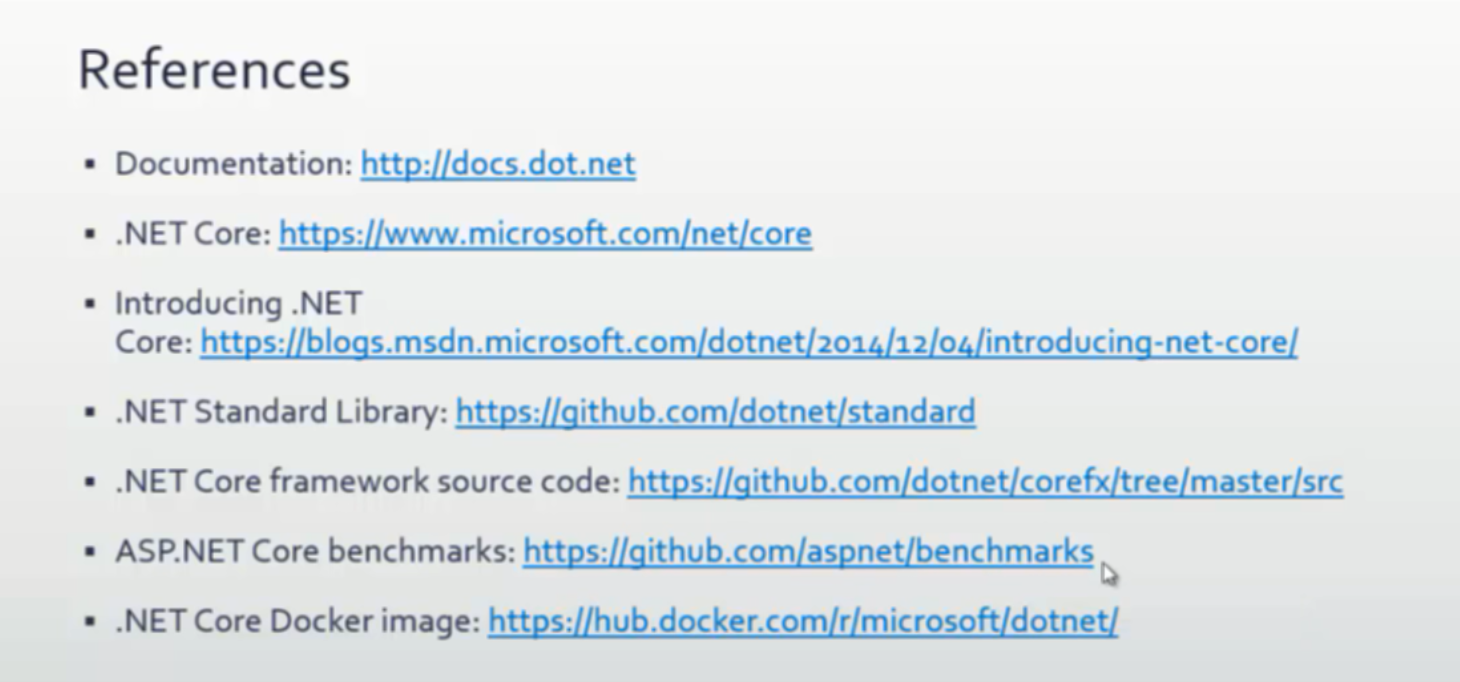 References
▪ Documentation: http://docs.dot.net
▪ .NET Core: https://www.microsoft.com/net/core
▪ Introducing .NET
Core: https://blogs.msdn.microsoft.com/dotnet/2014/12/04/introducing-net-core/
▪ .NET Standard Library: https://github.com/dotnet/standard
▪ .NET Core framework source code: https://github.com/dotnet/corefx/tree/master/src
▪ ASP.NET Core benchmarks: https://github.com/aspnet/benchmarks
▪ .NET Core Docker image: https://hub.docker.com/r/microsoft/dotnet/